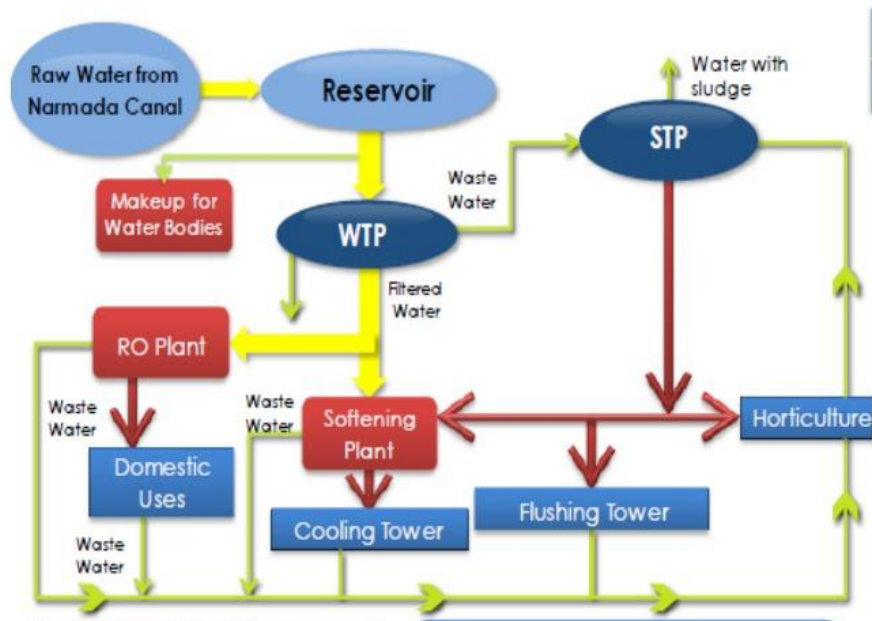 Raw Water from
Narmada Canal
Reservoir
Water with
sludge
STP
Makeup for
Water Bodies
Waste
Water
WTP
Filtered
Water
RO Plant
Waste
Water
Waste
Water
Softening
Plant
Horticulture
Domestic
Uses
Cooling Tower
Flushing Tower
Waste
Water